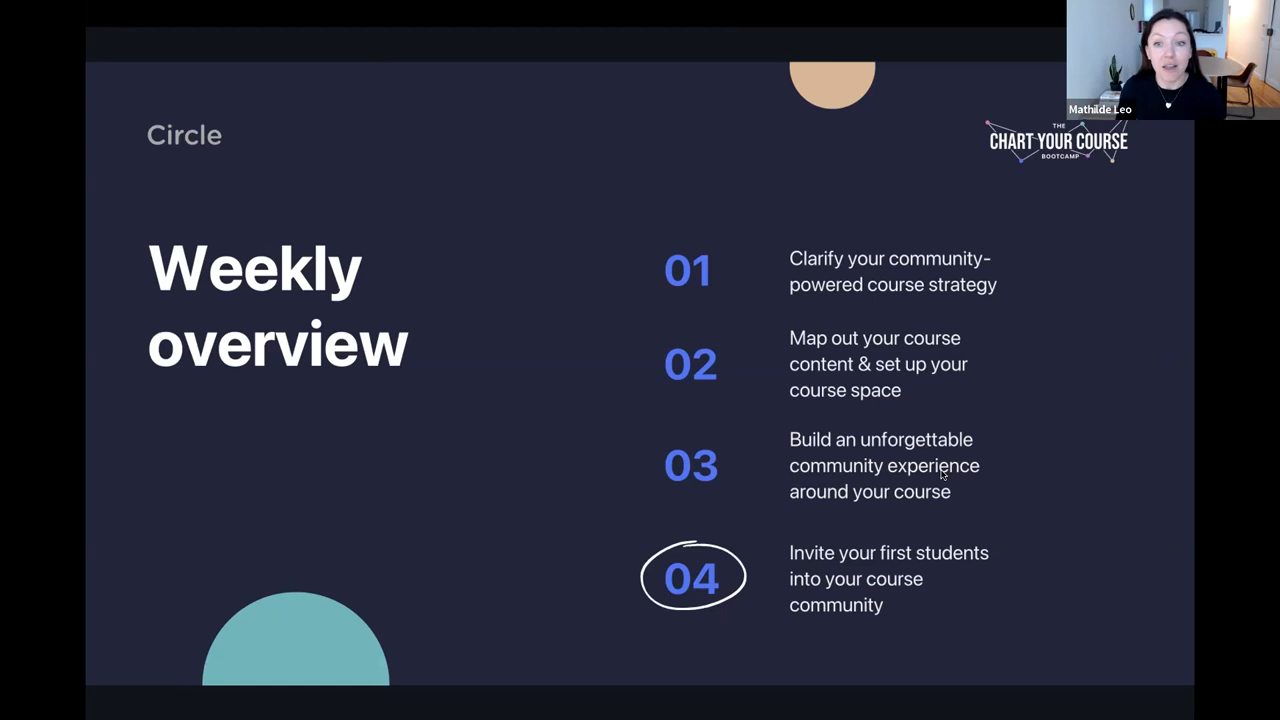 Mathilde Leo
Circle
THE
CHART YOUR COURSE
BOOTCAMP
Weekly
overview
01
Clarify your community-
powered course strategy
02
Map out your course
content & set up your
course space
03
Build an unforgettable
community experience
around your course
04
Invite your first students
into your course
community